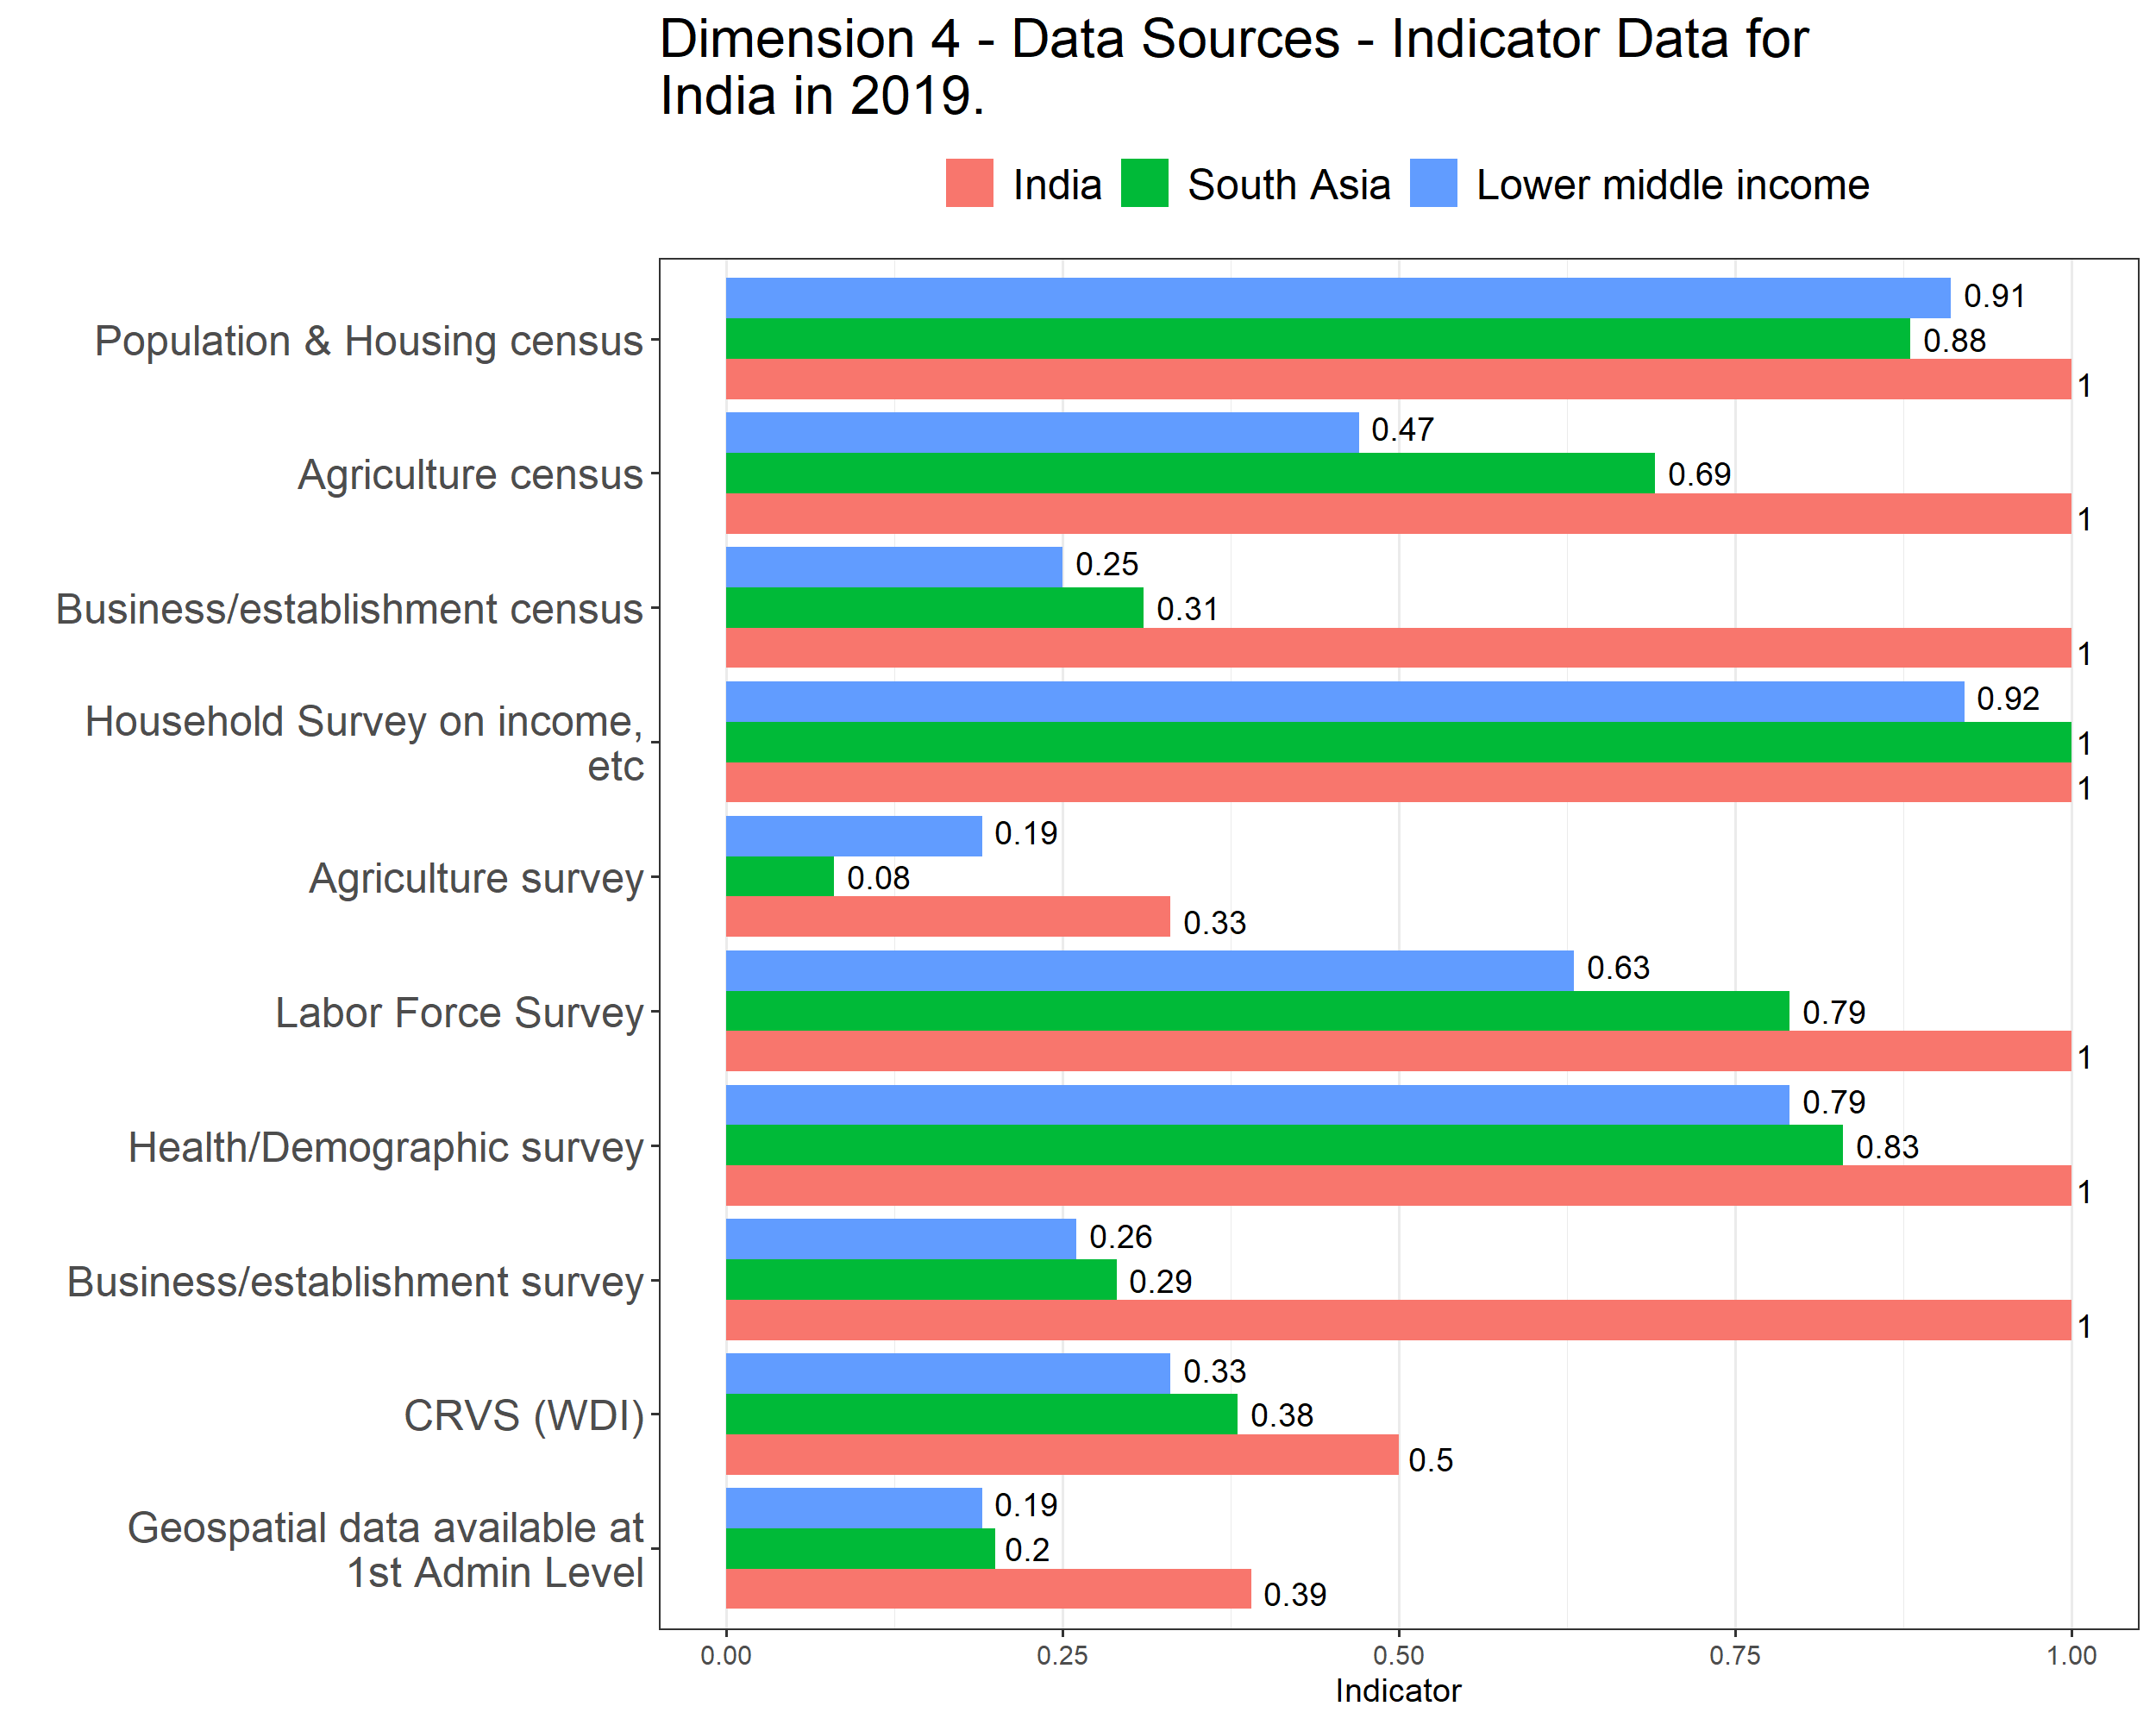 Dimension 4 - Data Sources - Indicator Data for
India in 2019.
India
South Asia
Lower middle income
Population & Housing census
0.91
0.88
1
Agriculture census
0.47
0.69
1
Business/establishment census
0.25
0.31
1
Household Survey on income,
etc
0.92
1
1
Agriculture survey
0.19
0.08
0.33
Labor Force Survey
0.63
0.79
1
Health/Demographic survey
0.79
0.83
1
Business/establishment survey
0.26
0.29
1
CRVS (WDI)
0.33
0.38
0.5
Geospatial data available at
1st Admin Level
0.19
0.2
0.39
0.00
0.25
0.50
0.75
1.00
Indicator